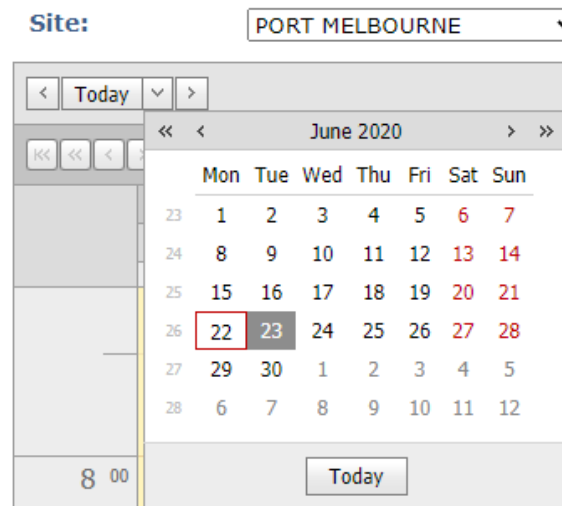 Site: PORT MELBOURNE
< Today >
« < June 2020 > »
Mon Tue Wed Thu Fri Sat Sun
23 1 2 3 4 5 6 7
24 8 9 10 11 12 13 14
25 15 16 17 18 19 20 21
26 22 23 24 25 26 27 28
27 29 30 1 2 3 4 5
28 6 7 8 9 10 11 12
8 00
Today